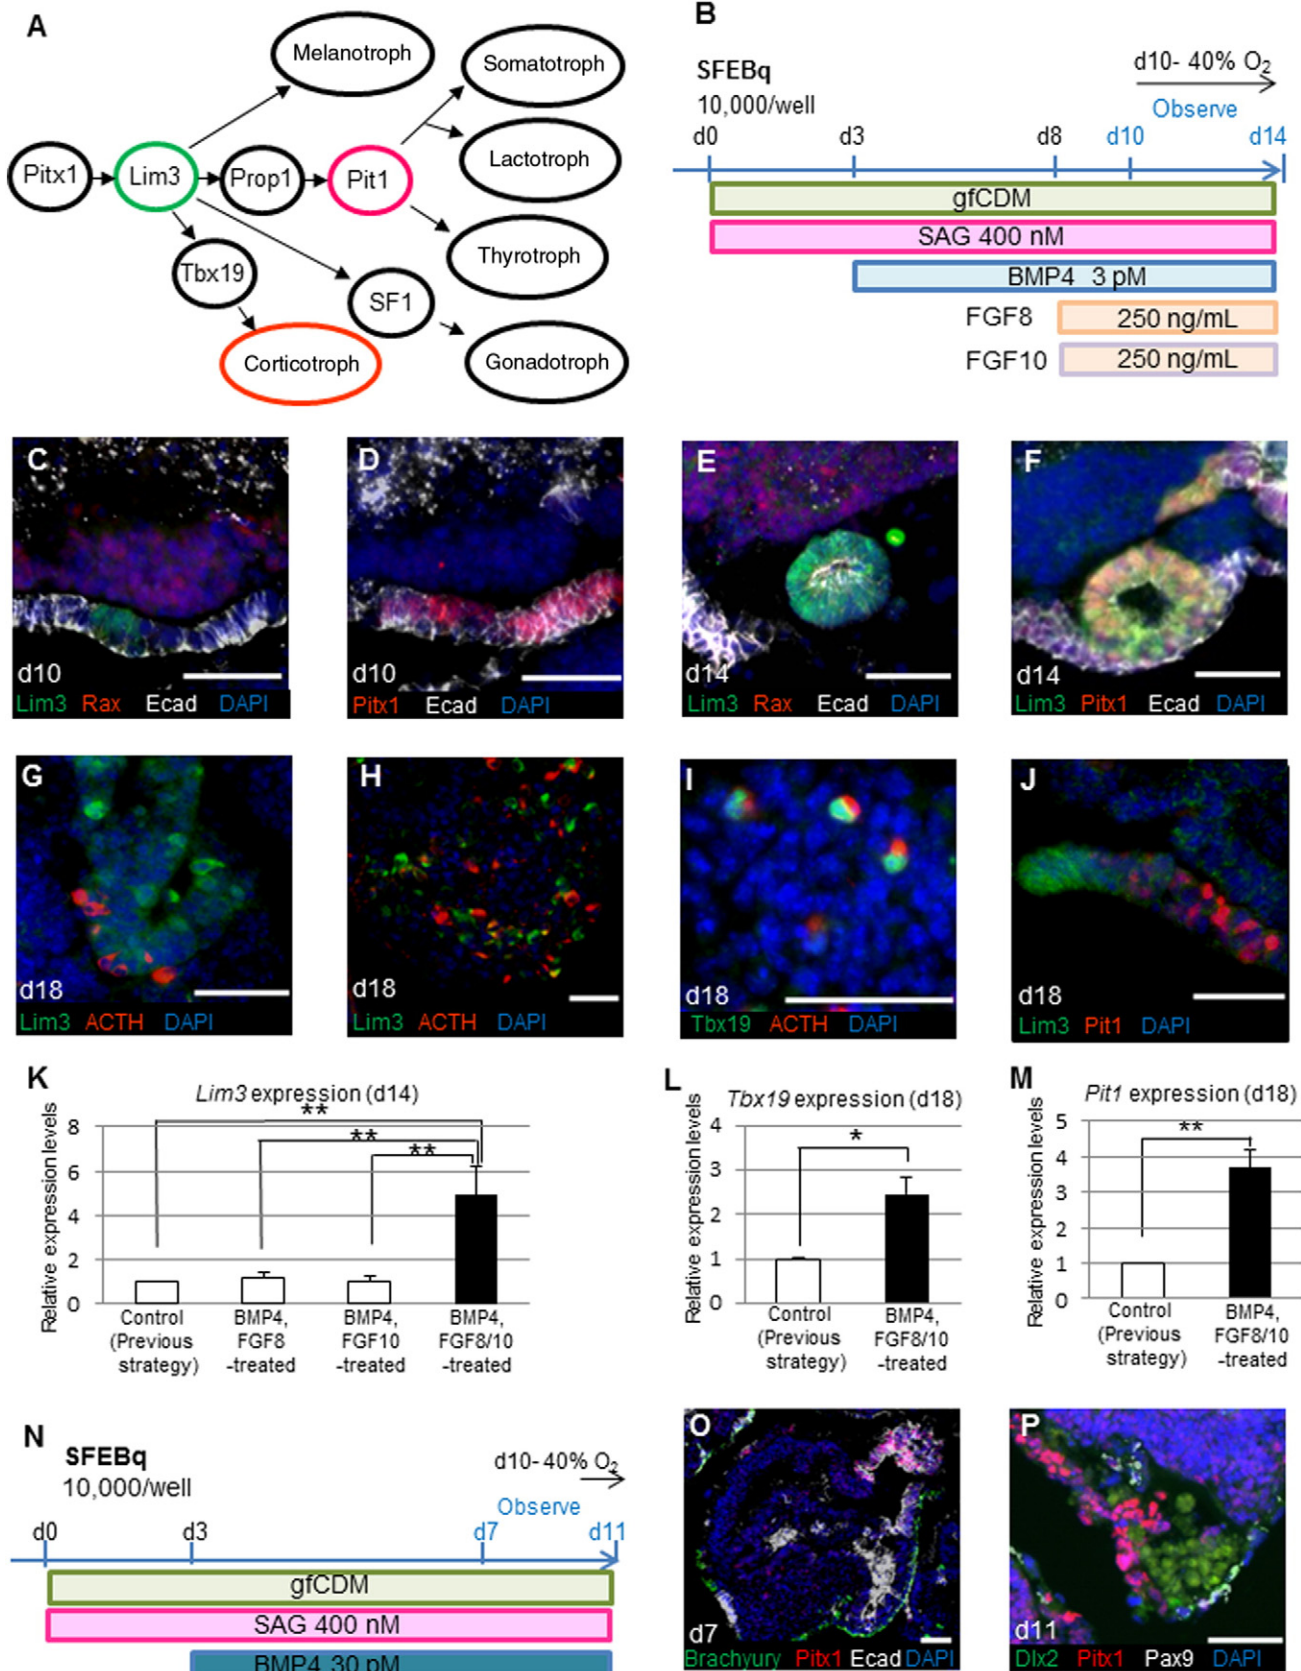 A
Melanotroph
Somatotroph
Lactotroph
Pitx1
Lim3
Prop1
Pit1
Thyrotroph
Tbx19
SF1
Corticotroph
Gonadotroph
B
SFEBq
10,000/well
d10- 40% O2
Observe
d0
d3
d8
d10
d14
gfCDM
SAG 400 nM
BMP4 3 pM
FGF8 250 ng/mL
FGF10 250 ng/mL
C
d10
Lim3 Rax Ecad DAPI
D
d10
Pitx1 Ecad DAPI
E
d14
Lim3 Rax Ecad DAPI
F
d14
Lim3 Pitx1 Ecad DAPI
G
d18
Lim3 ACTH DAPI
H
d18
Lim3 ACTH DAPI
I
d18
Tbx19 ACTH DAPI
J
d18
Lim3 Pit1 DAPI
K
Lim3 expression (d14)
Relative expression levels
8
6
4
2
0
**
**
**
Control
(Previous
strategy)
BMP4,
FGF8
-treated
BMP4,
FGF10
-treated
BMP4,
FGF8/10
-treated
L
Tbx19 expression (d18)
Relative expression levels
4
3
2
1
0
*
Control
(Previous
strategy)
BMP4,
FGF8/10
-treated
M
Pit1 expression (d18)
Relative expression levels
5
4
3
2
1
0
**
Control
(Previous
strategy)
BMP4,
FGF8/10
-treated
N
SFEBq
10,000/well
d10-40% O2
Observe
d0
d3
d7
d11
gfCDM
SAG 400 nM
BMP4 30 pM
O
d7
Brachyury Pitx1 Ecad DAPI
P
d11
Dlx2 Pitx1 Pax9 DAPI